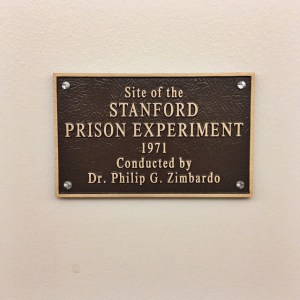 Site of the
STANFORD
PRISON EXPERIMENT
1971
Conducted by
Dr. Philip G. Zimbardo